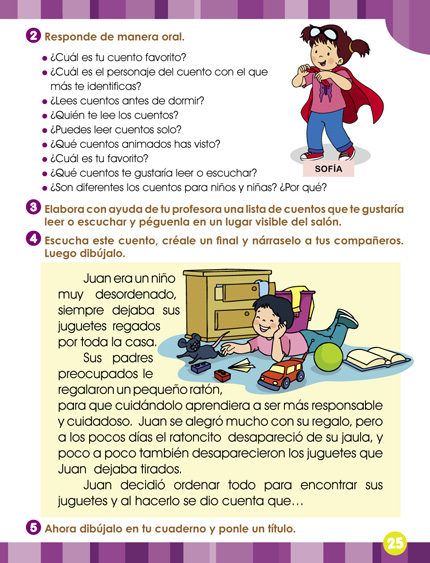 2 Responde de manera oral.
• ¿Cuál es tu cuento favorito?
• ¿Cuál es el personaje del cuento con el que
más te identificas?
• ¿Lees cuentos antes de dormir?
• ¿Quién te lee los cuentos?
• ¿Puedes leer cuentos solo?
• ¿Qué cuentos animados has visto?
• ¿Cuál es tu favorito?
• ¿Qué cuentos te gustaría leer o escuchar?
• ¿Son diferentes los cuentos para niños y niñas? ¿Por qué?
SOFÍA
3 Elabora con ayuda de tu profesora una lista de cuentos que te gustaría
leer o escuchar y péguenla en un lugar visible del salón.
4 Escucha este cuento, créale un final y nárraselo a tus compañeros.
Luego dibújalo.
Juan era un niño
muy desordenado,
siempre dejaba sus
juguetes regados
por toda la casa.
Sus padres
preocupados le
regalaron un pequeño ratón,
para que cuidándolo aprendiera a ser más responsable
y cuidadoso. Juan se alegró mucho con su regalo, pero
a los pocos días el ratoncito desapareció de su jaula, y
poco a poco también desaparecieron los juguetes que
Juan dejaba tirados.
Juan decidió ordenar todo para encontrar sus
juguetes y al hacerlo se dio cuenta que…
5 Ahora dibújalo en tu cuaderno y ponle un título.
25